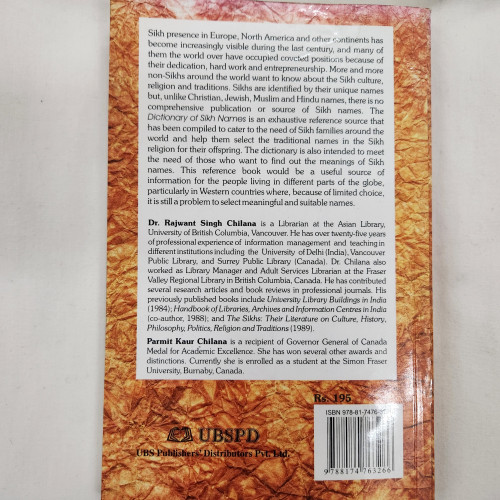 Sikh presence in Europe, North America and other continents has
become increasingly visible during the last century, and many of
them the world over have occupied coveted positions because of
their dedication, hard work and entrepreneurship. More and more
non-Sikhs around the world want to know about the Sikh culture,
religion and traditions. Sikhs are identified by their unique names
but, unlike Christian, Jewish, Muslim and Hindu names, there is no
comprehensive publication or source of Sikh names. The
Dictionary of Sikh Names is an exhaustive reference source that
has been compiled to cater to the need of Sikh families around the
world and help them select the traditional names in the Sikh
religion for their offspring. The dictionary is also intended to meet
the need of those who want to find out the meanings of Sikh
names. This reference book would be a useful source of
information for the people living in different parts of the globe,
particularly in Western countries where, because of limited choice,
it is still a problem to select meaningful and suitable names.
Dr. Rajwant Singh Chilana is a Librarian at the Asian Library,
University of British Columbia, Vancouver. He has over twenty-five years
of professional experience of information management and teaching in
different institutions including the University of Delhi (India), Vancouver
Public Library, and Surrey Public Library (Canada). Dr. Chilana also
worked as Library Manager and Adult Services Librarian at the Fraser
Valley Regional Library in British Columbia, Canada. He has contributed
several research articles and book reviews in professional journals. His
previously published books include University Library Buildings in India
(1984); Handbook of Libraries, Archives and Information Centres in India
(co-author, 1988); and The Sikhs: Their Literature on Culture, History,
Philosophy, Politics, Religion and Traditions (1989).
Parmit Kaur Chilana is a recipient of Governor General of Canada
Medal for Academic Excellence. She has won several other awards and
distinctions. Currently she is enrolled as a student at the Simon Fraser
University, Burnaby, Canada.
Rs. 195
ISBN 978-81-7476-
9788174763266
UBSPD
UBS Publishers' Distributors Pvt. Ltd.